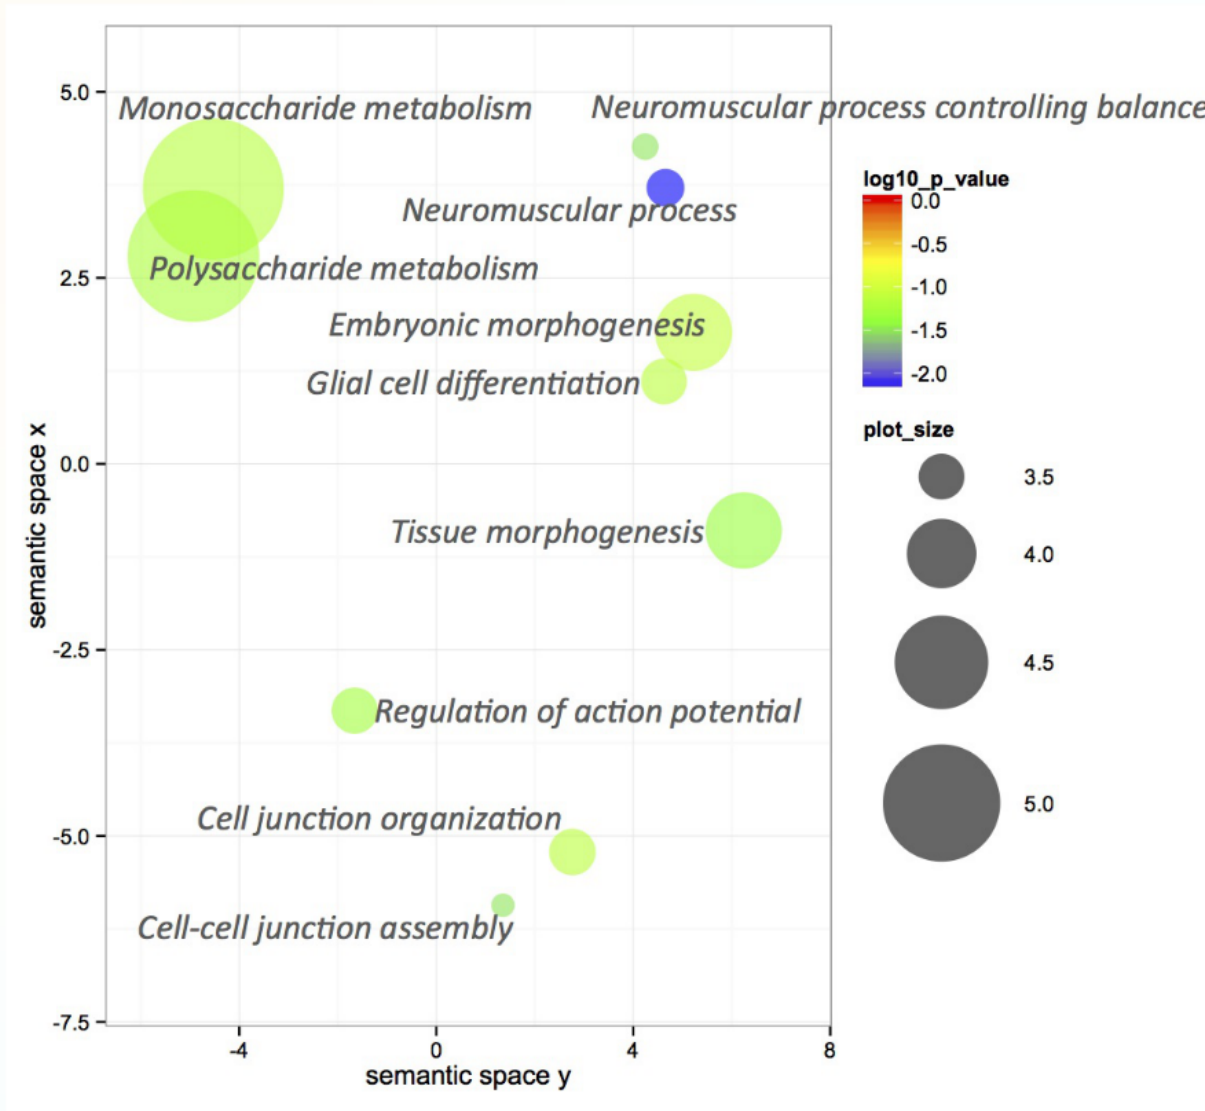 5.0
Monosaccharide metabolism
Neuromuscular process controlling balance
Neuromuscular process
2.5
Polysaccharide metabolism
Embryonic morphogenesis
Glial cell differentiation
0.0
Tissue morphogenesis
-2.5
Regulation of action potential
Cell junction organization
-5.0
Cell-cell junction assembly
-7.5
semantic space x
-4 0 4 8
semantic space y
log10_p_value
0.0
-0.5
-1.0
-1.5
-2.0
plot_size
3.5
4.0
4.5
5.0